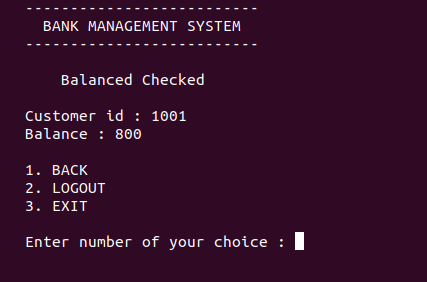 --------------------------
BANK MANAGEMENT SYSTEM
--------------------------
Balanced Checked
Customer id : 1001
Balance : 800
1. BACK
2. LOGOUT
3. EXIT
Enter number of your choice :